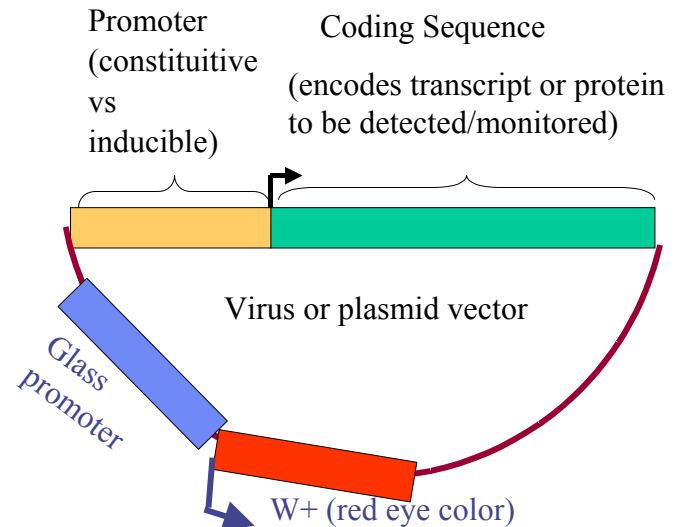 Promoter
(constituitive
vs
inducible)
Coding Sequence
(encodes transcript or protein
to be detected/monitored)
Virus or plasmid vector
Glass
promoter
W+ (red eye color)